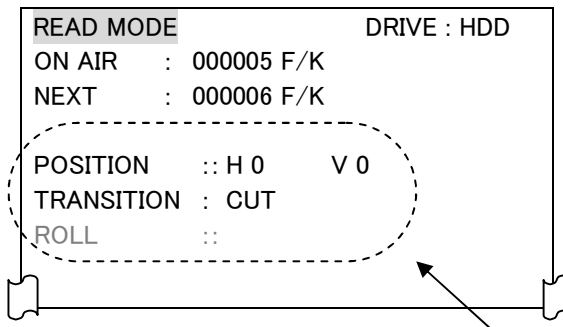 READ MODE DRIVE : HDD
ON AIR : 000005 F/K
NEXT : 000006 F/K
POSITION :: H 0 V 0
TRANSITION : CUT
ROLL ::